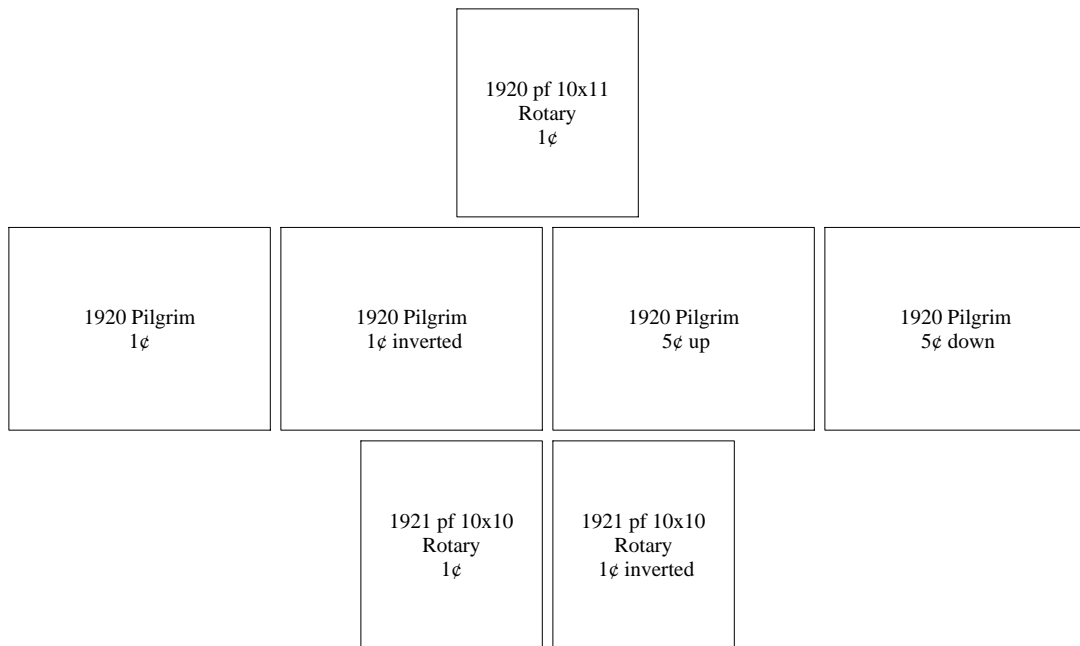 1920 pf 10x11
Rotary
1¢
1920 Pilgrim
1¢
1920 Pilgrim
1¢ inverted
1920 Pilgrim
5¢ up
1920 Pilgrim
5¢ down
1921 pf 10x10
Rotary
1¢
1921 pf 10x10
Rotary
1¢ inverted